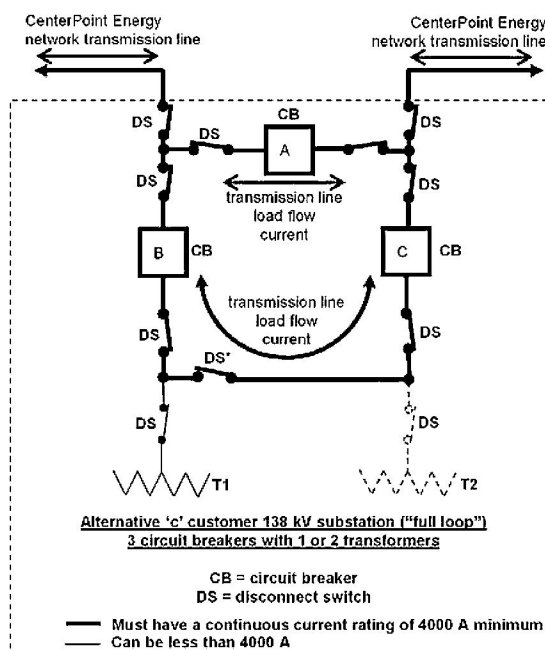 CenterPoint Energy
network transmission line
CenterPoint Energy
network transmission line
DS
DS
CB
DS
A
DS
DS
transmission line
load flow
current
B
CB
C
CB
transmission line
load flow
current
DS
DS*
DS
DS
DS
T1
T2
Alternative 'c' customer 138 kV substation ("full loop")
3 circuit breakers with 1 or 2 transformers
CB = circuit breaker
DS = disconnect switch
Must have a continuous current rating of 4000 A minimum
Can be less than 4000 A